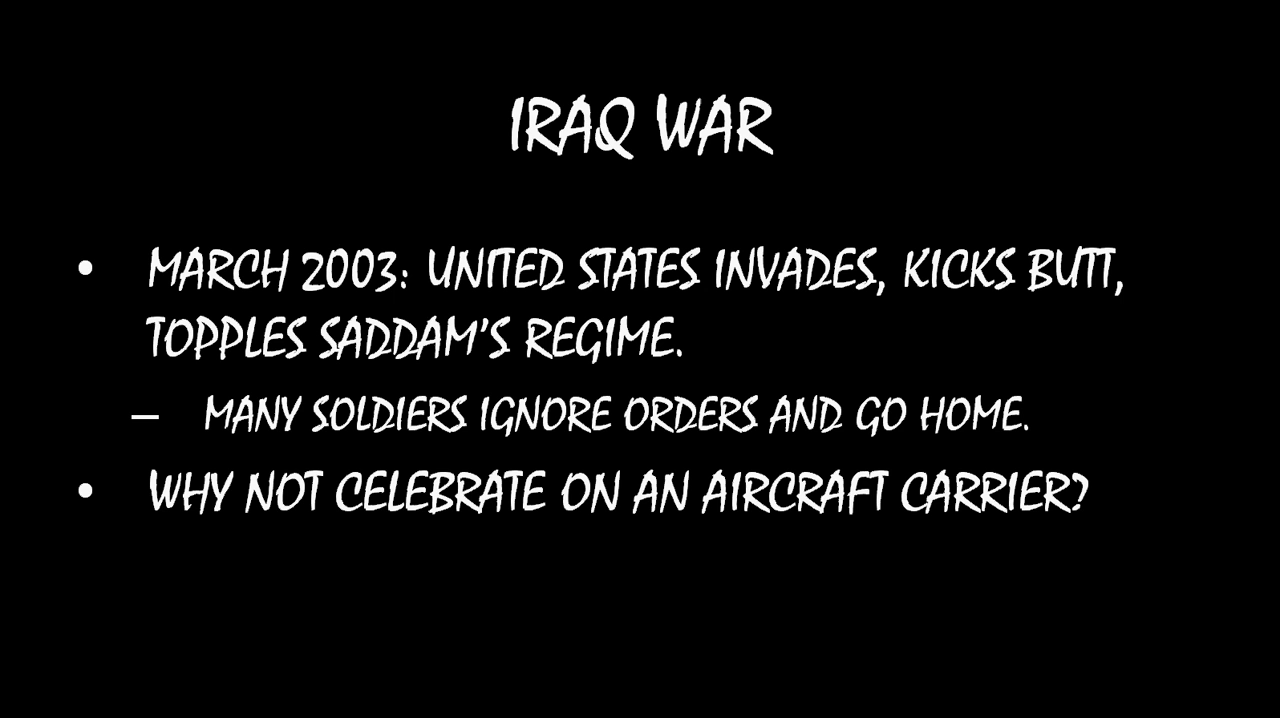 IRAQ WAR
• MARCH 2003: UNITED STATES INVADES, KICKS BUTT,
TOPPLES SADDAM'S REGIME.
– MANY SOLDIERS IGNORE ORDERS AND GO HOME.
• WHY NOT CELEBRATE ON AN AIRCRAFT CARRIER?